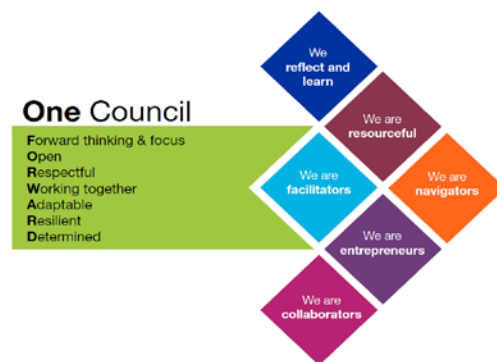 One Council
Forward thinking & focus
Open
Respectful
Working together
Adaptable
Resilient
Determined
We
reflect and
learn
We are
resourceful
We are
facilitators
We are
navigators
We are
entrepreneurs
We are
collaborators